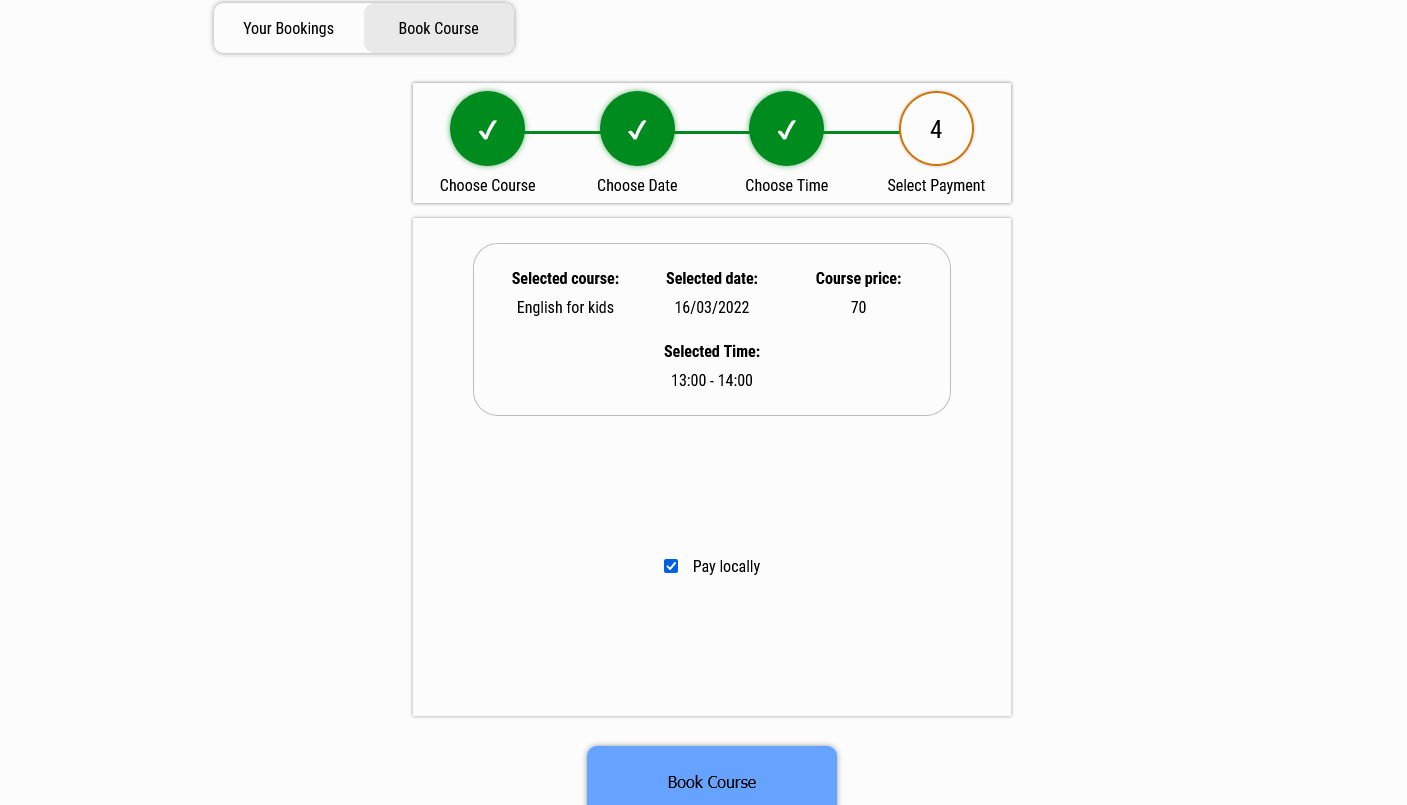 Your Bookings Book Course
✓ ✓ ✓ 4
Choose Course Choose Date Choose Time Select Payment
Selected course: Selected date: Course price:
English for kids 16/03/2022 70
Selected Time:
13:00 - 14:00
Pay locally
Book Course